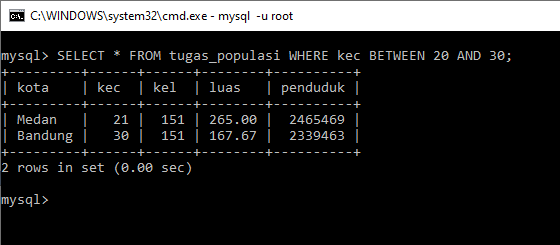 C:\WINDOWS\system32\cmd.exe - mysql -u root
mysql> SELECT * FROM tugas_populasi WHERE kec BETWEEN 20 AND 30;
+---------+------+------+--------+----------+
| kota    | kec  | kel  | luas   | penduduk |
+---------+------+------+--------+----------+
| Medan   |   21 |  151 | 265.00 |  2465469 |
| Bandung |   30 |  151 | 167.67 |  2339463 |
+---------+------+------+--------+----------+
2 rows in set (0.00 sec)
mysql>